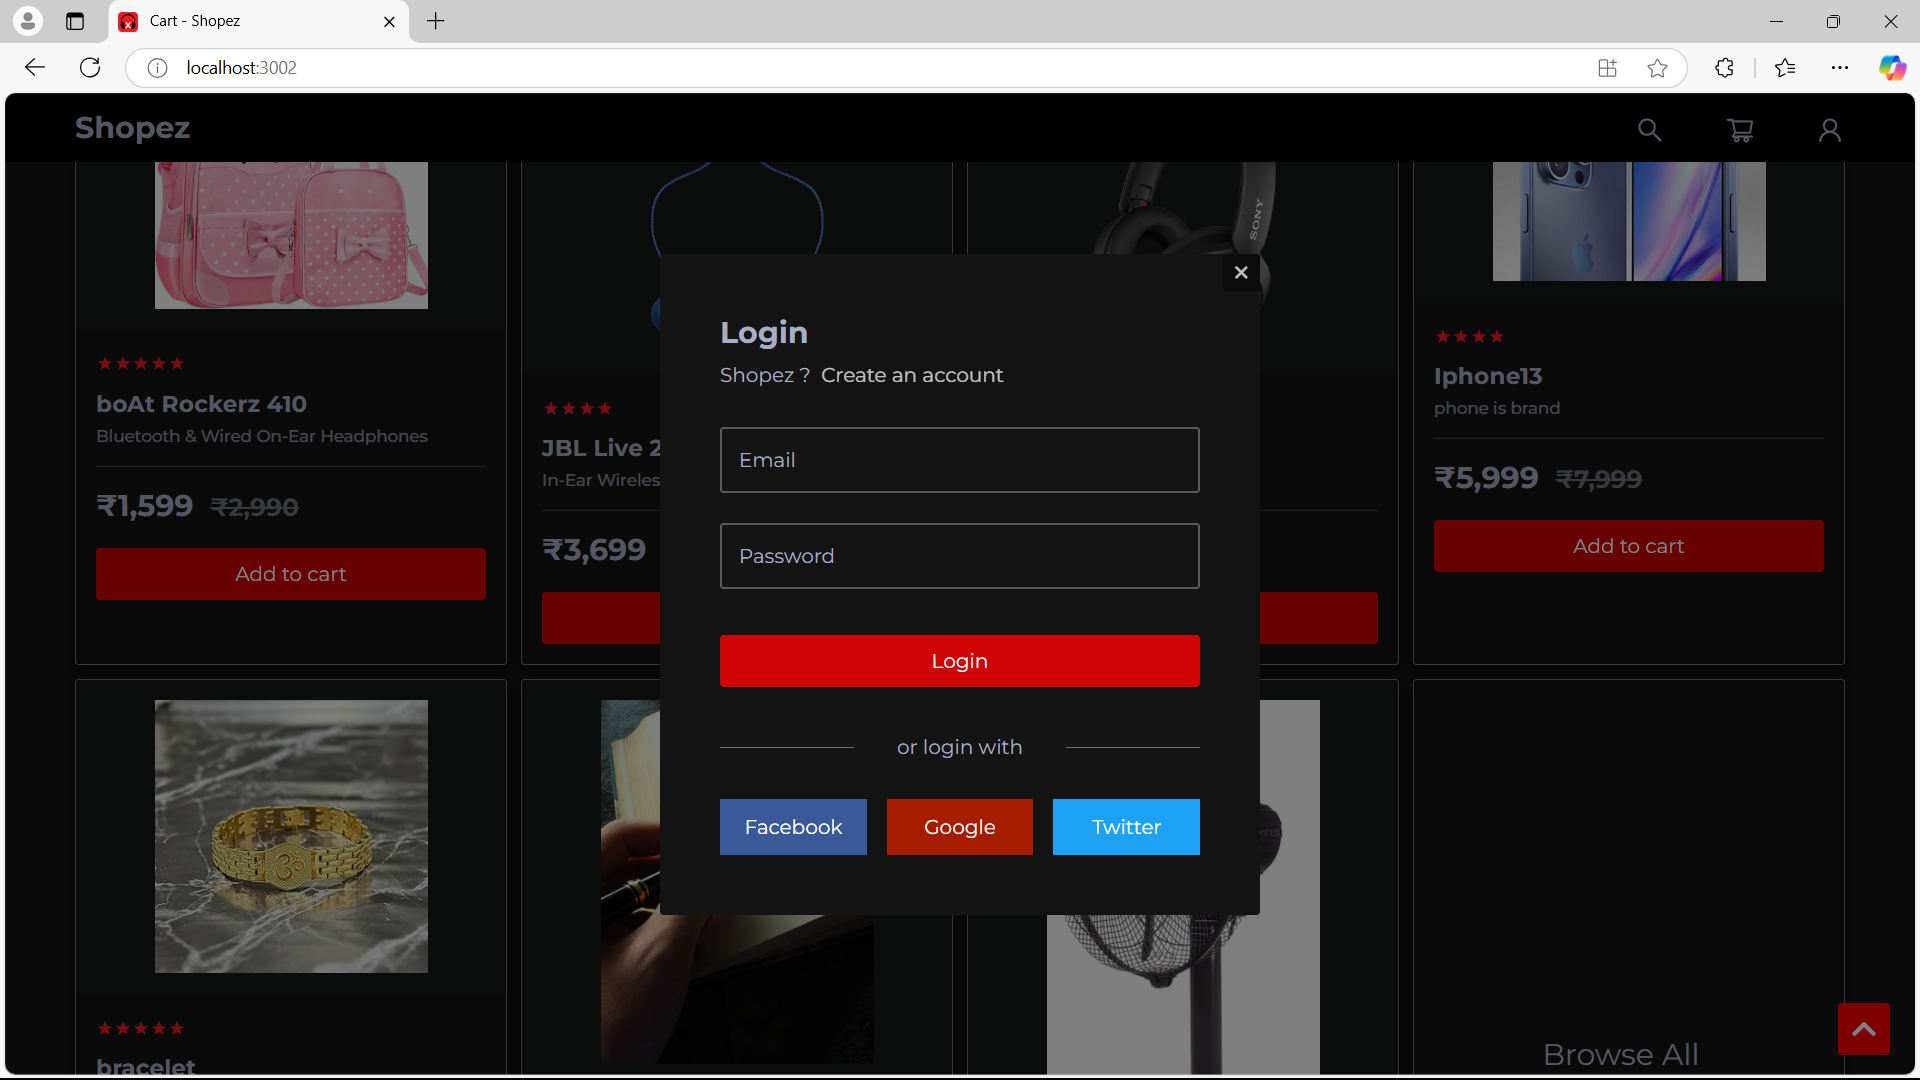 Cart - Shopez
localhost:3002
Shopez
SONY
boAt Rockerz 410
Bluetooth & Wired On-Ear Headphones
₹1,599 ₹2,990
Add to cart
JBL Live 2
In-Ear Wireles
₹3,699
Iphone13
phone is brand
₹5,999 ₹7,999
Add to cart
Login
Shopez ? Create an account
Email
Password
Login
or login with
Facebook Google Twitter
bracelet
Browse All